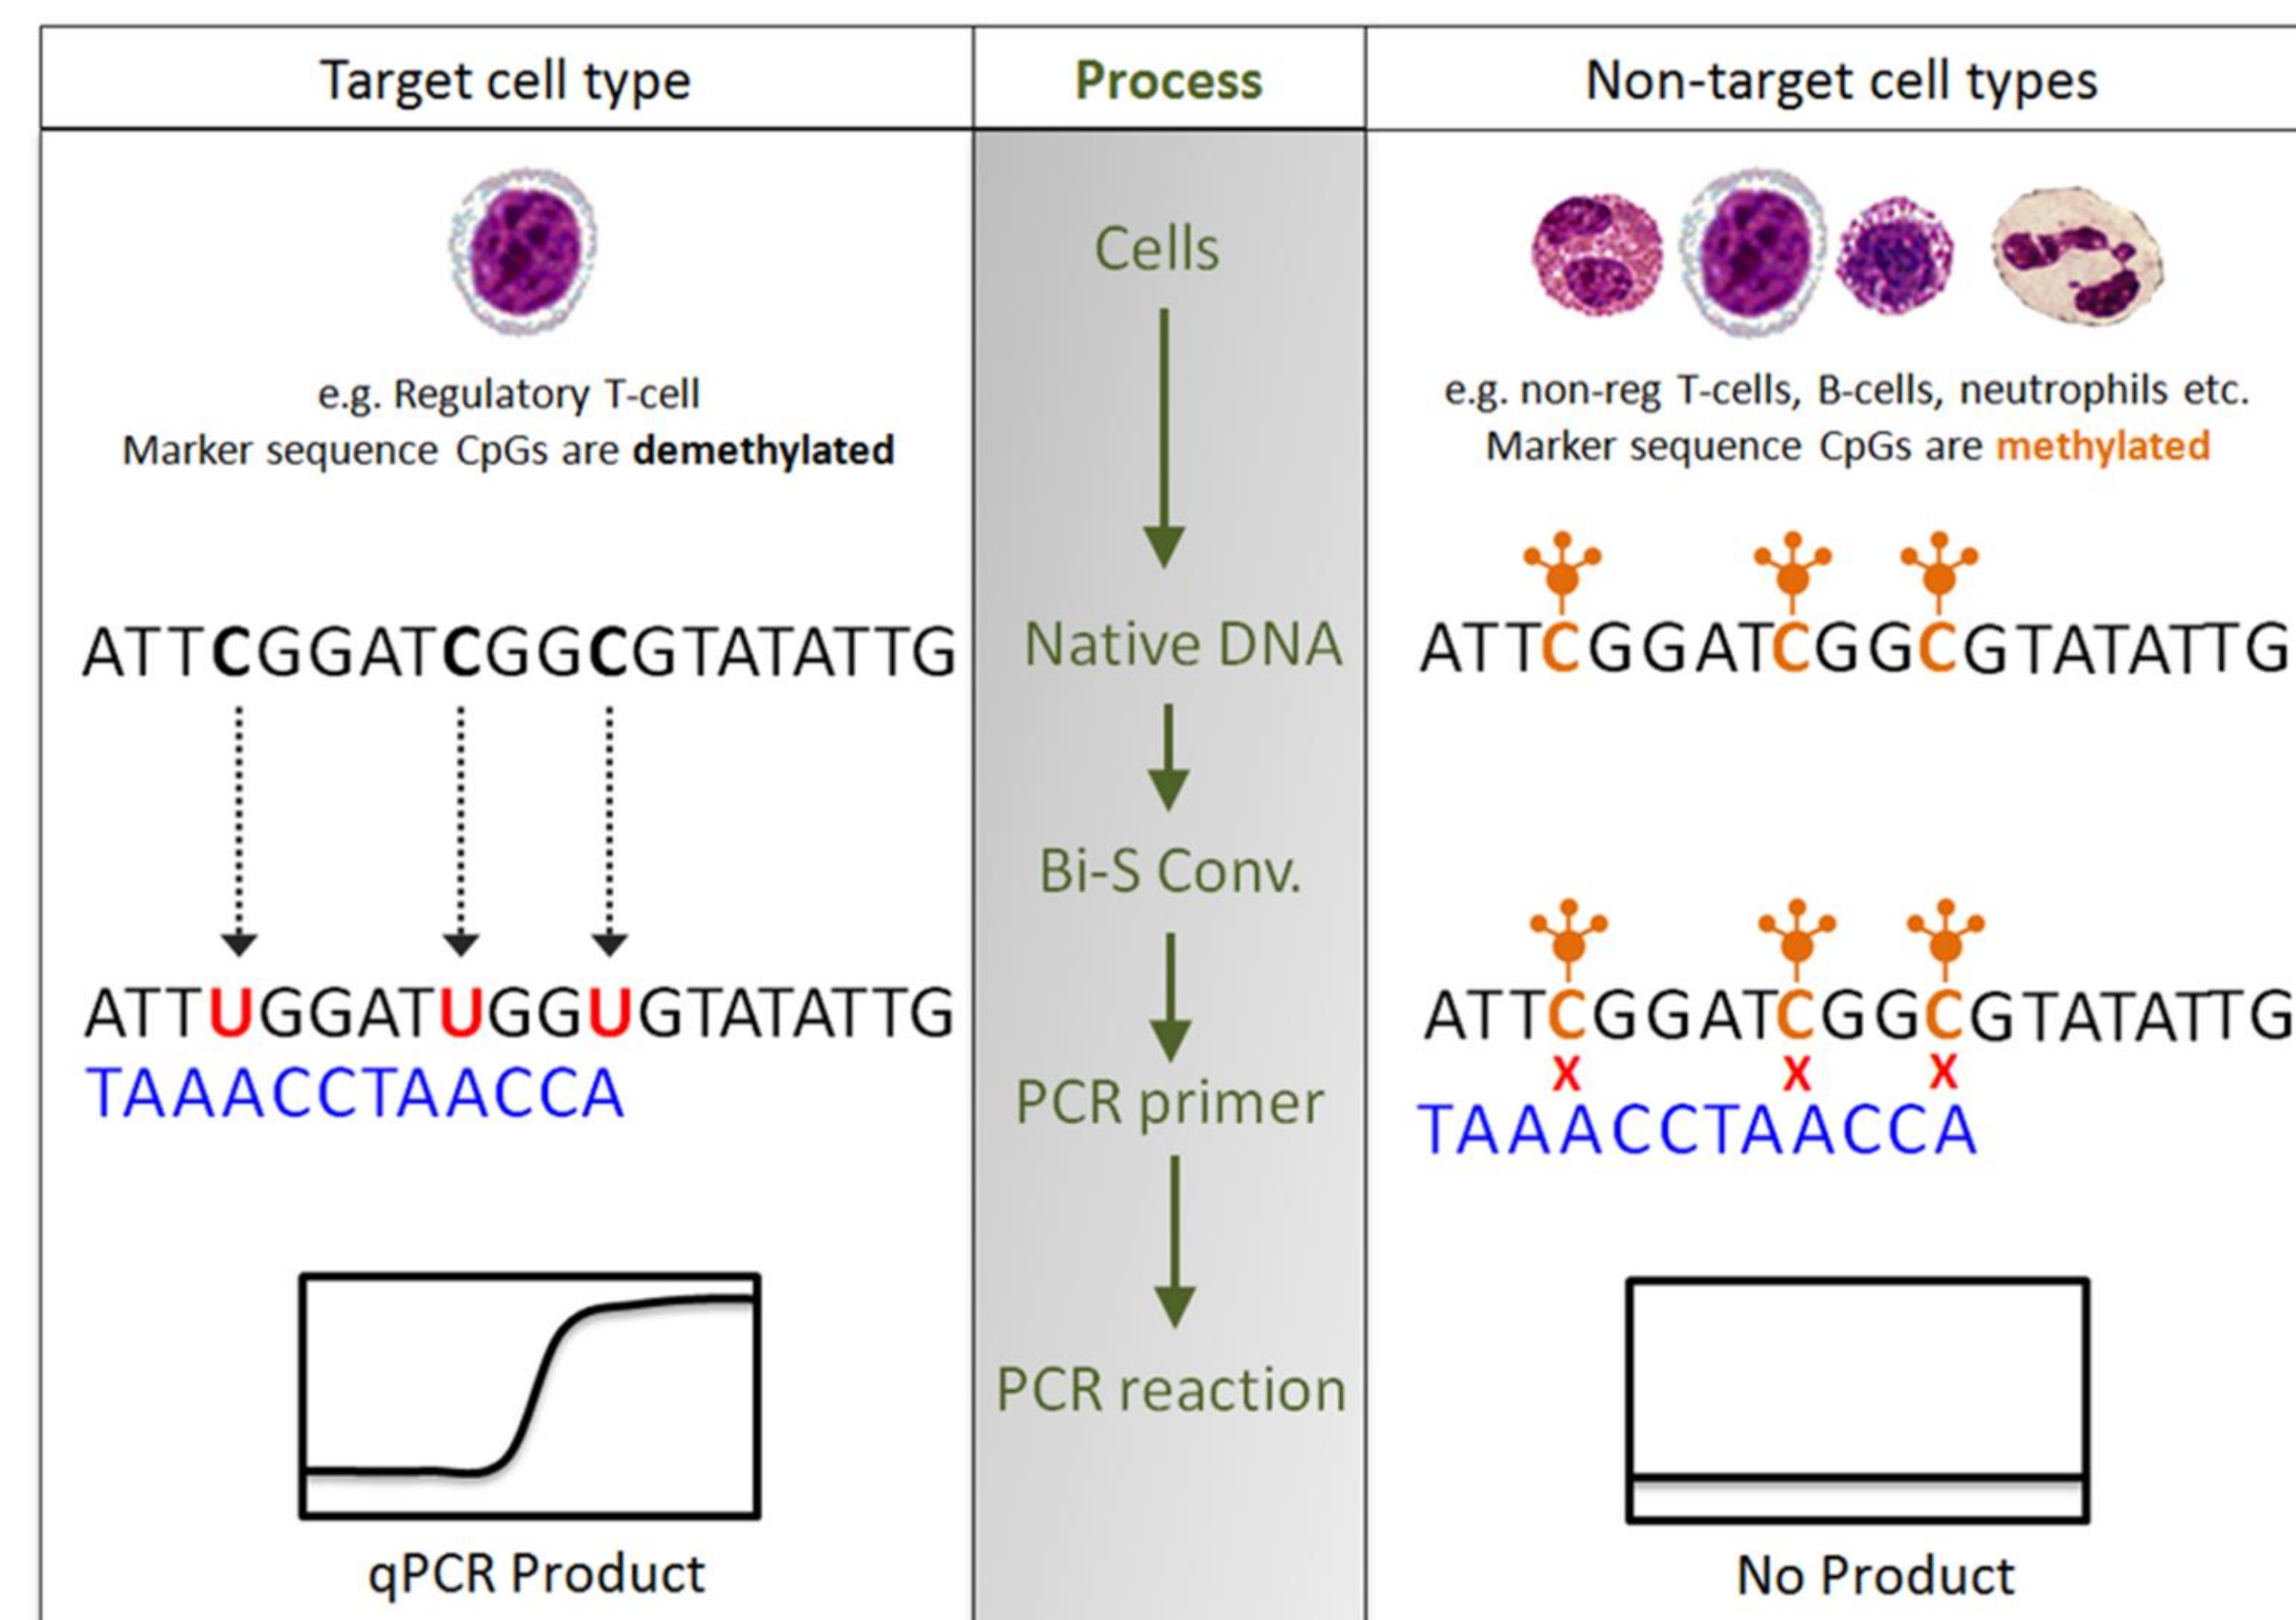 Target cell type
Process
Non-target cell types
Cells
e.g. Regulatory T-cell
Marker sequence CpGs are demethylated
e.g. non-reg T-cells, B-cells, neutrophils etc.
Marker sequence CpGs are methylated
ATTCGGATCGGCGTATATTG
Native DNA
ATTCGGATCGGCGTATATTG
Bi-S Conv.
ATTUGGATUGGUGTATATTG
TAAACCTAACCA
PCR primer
ATTCGGATCGGCGTATATTG
X X X
TAAACCTAACCA
PCR reaction
qPCR Product
No Product